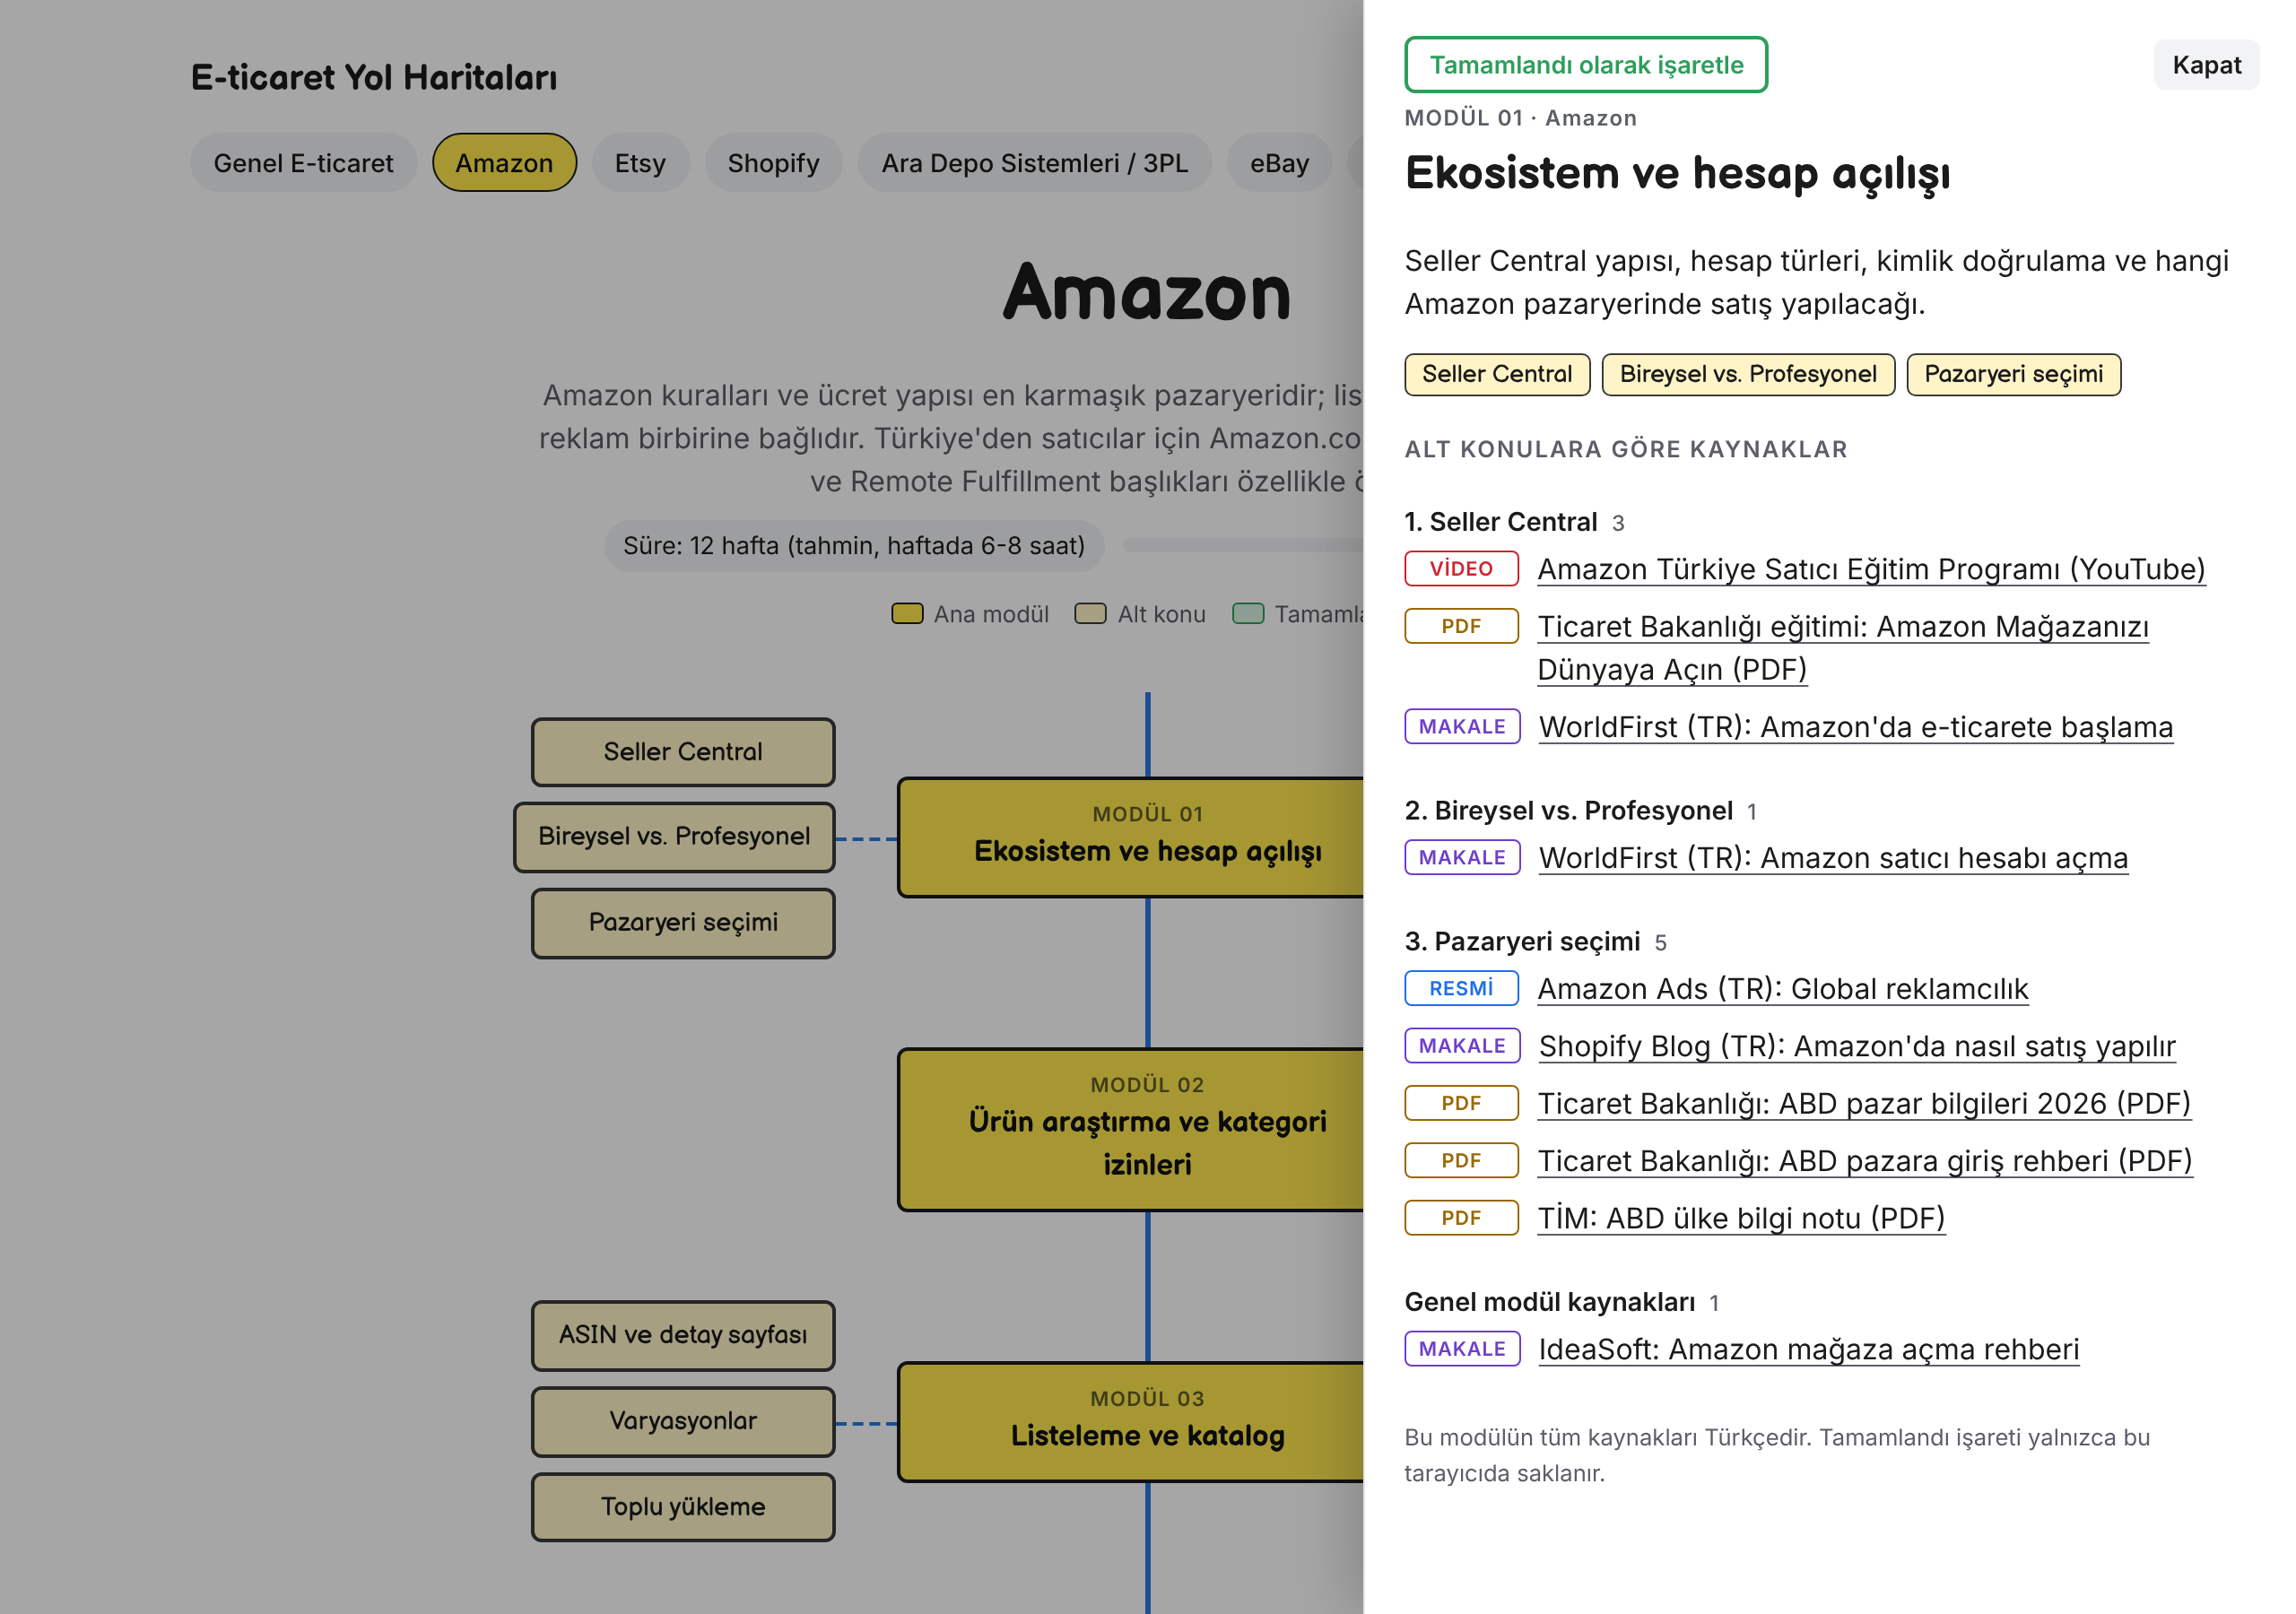 E-ticaret Yol Haritaları
Genel E-ticaret
Amazon
Etsy
Shopify
Ara Depo Sistemleri / 3PL
eBay
Amazon
Amazon kuralları ve ücret yapısı en karmaşık pazaryeridir; lis
reklam birbirine bağlıdır. Türkiye'den satıcılar için Amazon.co
ve Remote Fulfillment başlıkları özellikle ö
Süre: 12 hafta (tahmin, haftada 6-8 saat)
Ana modül
Alt konu
Tamamla
Seller Central
Bireysel vs. Profesyonel
Pazaryeri seçimi
MODÜL 01
Ekosistem ve hesap açılışı
MODÜL 02
Ürün araştırma ve kategori
izinleri
ASIN ve detay sayfası
Varyasyonlar
Toplu yükleme
MODÜL 03
Listeleme ve katalog
Tamamlandı olarak işaretle
Kapat
MODÜL 01 · Amazon
Ekosistem ve hesap açılışı
Seller Central yapısı, hesap türleri, kimlik doğrulama ve hangi
Amazon pazaryerinde satış yapılacağı.
Seller Central
Bireysel vs. Profesyonel
Pazaryeri seçimi
ALT KONULARA GÖRE KAYNAKLAR
1. Seller Central 3
VİDEO Amazon Türkiye Satıcı Eğitim Programı (YouTube)
PDF Ticaret Bakanlığı eğitimi: Amazon Mağazanızı
Dünyaya Açın (PDF)
MAKALE WorldFirst (TR): Amazon'da e-ticarete başlama
2. Bireysel vs. Profesyonel 1
MAKALE WorldFirst (TR): Amazon satıcı hesabı açma
3. Pazaryeri seçimi 5
RESMİ Amazon Ads (TR): Global reklamcılık
MAKALE Shopify Blog (TR): Amazon'da nasıl satış yapılır
PDF Ticaret Bakanlığı: ABD pazar bilgileri 2026 (PDF)
PDF Ticaret Bakanlığı: ABD pazara giriş rehberi (PDF)
PDF TİM: ABD ülke bilgi notu (PDF)
Genel modül kaynakları 1
MAKALE IdeaSoft: Amazon mağaza açma rehberi
Bu modülün tüm kaynakları Türkçedir. Tamamlandı işareti yalnızca bu
tarayıcıda saklanır.